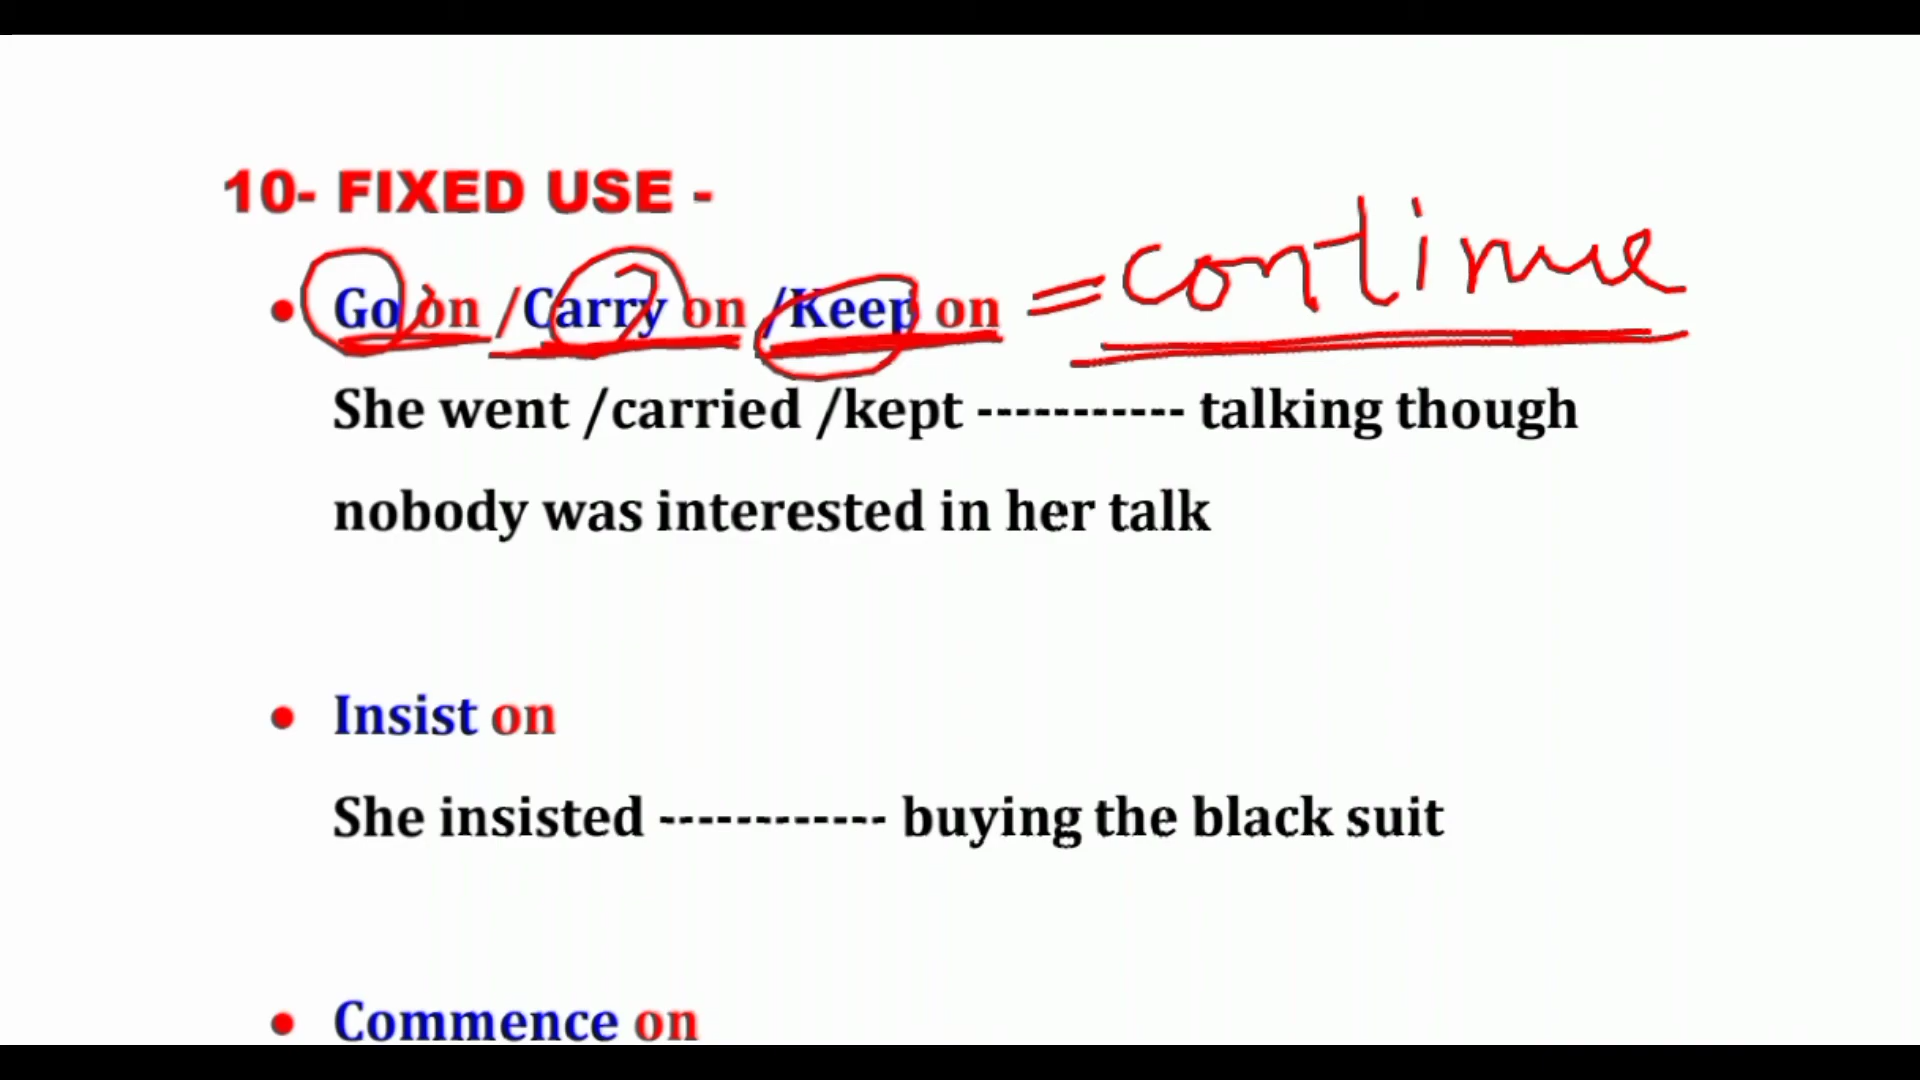 10- FIXED USE -
• Go on /Carry on /Keep on = continue
She went /carried /kept ----------- talking though
nobody was interested in her talk
• Insist on
She insisted ------------ buying the black suit
• Commence on